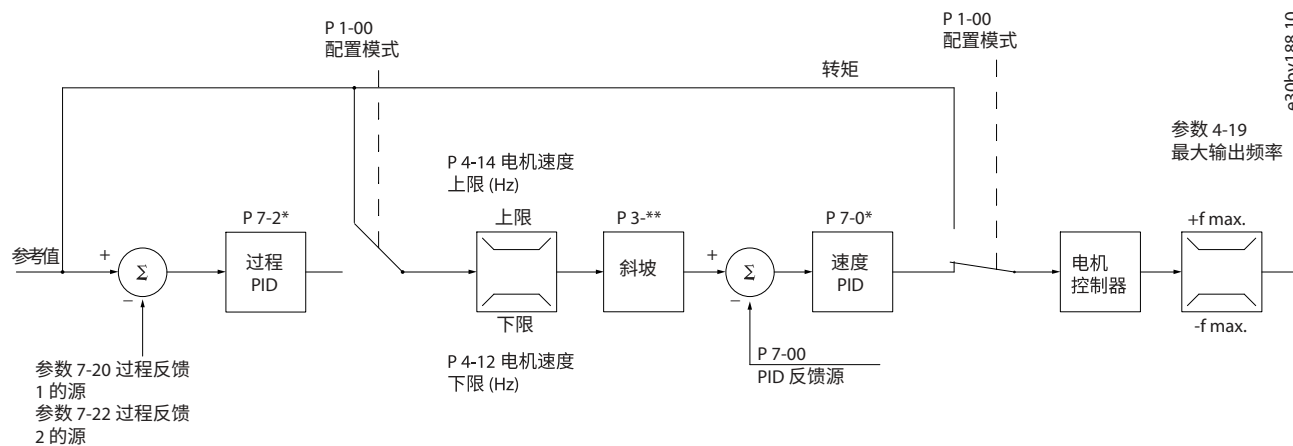 P 1-00
配置模式
P 1-00
配置模式
e30bv188.10
转矩
参数 4-19
最大输出频率
P 4-14 电机速度
上限 (Hz)
P 7-2*
上限
P 3-**
P 7-0*
+f max.
参考值
+
Σ
_
过程
PID
斜坡
+
Σ
_
速度
PID
电机
控制器
下限
-f max.
参数 7-20 过程反馈
1 的源
参数 7-22 过程反馈
2 的源
P 4-12 电机速度
下限 (Hz)
P 7-00
PID 反馈源